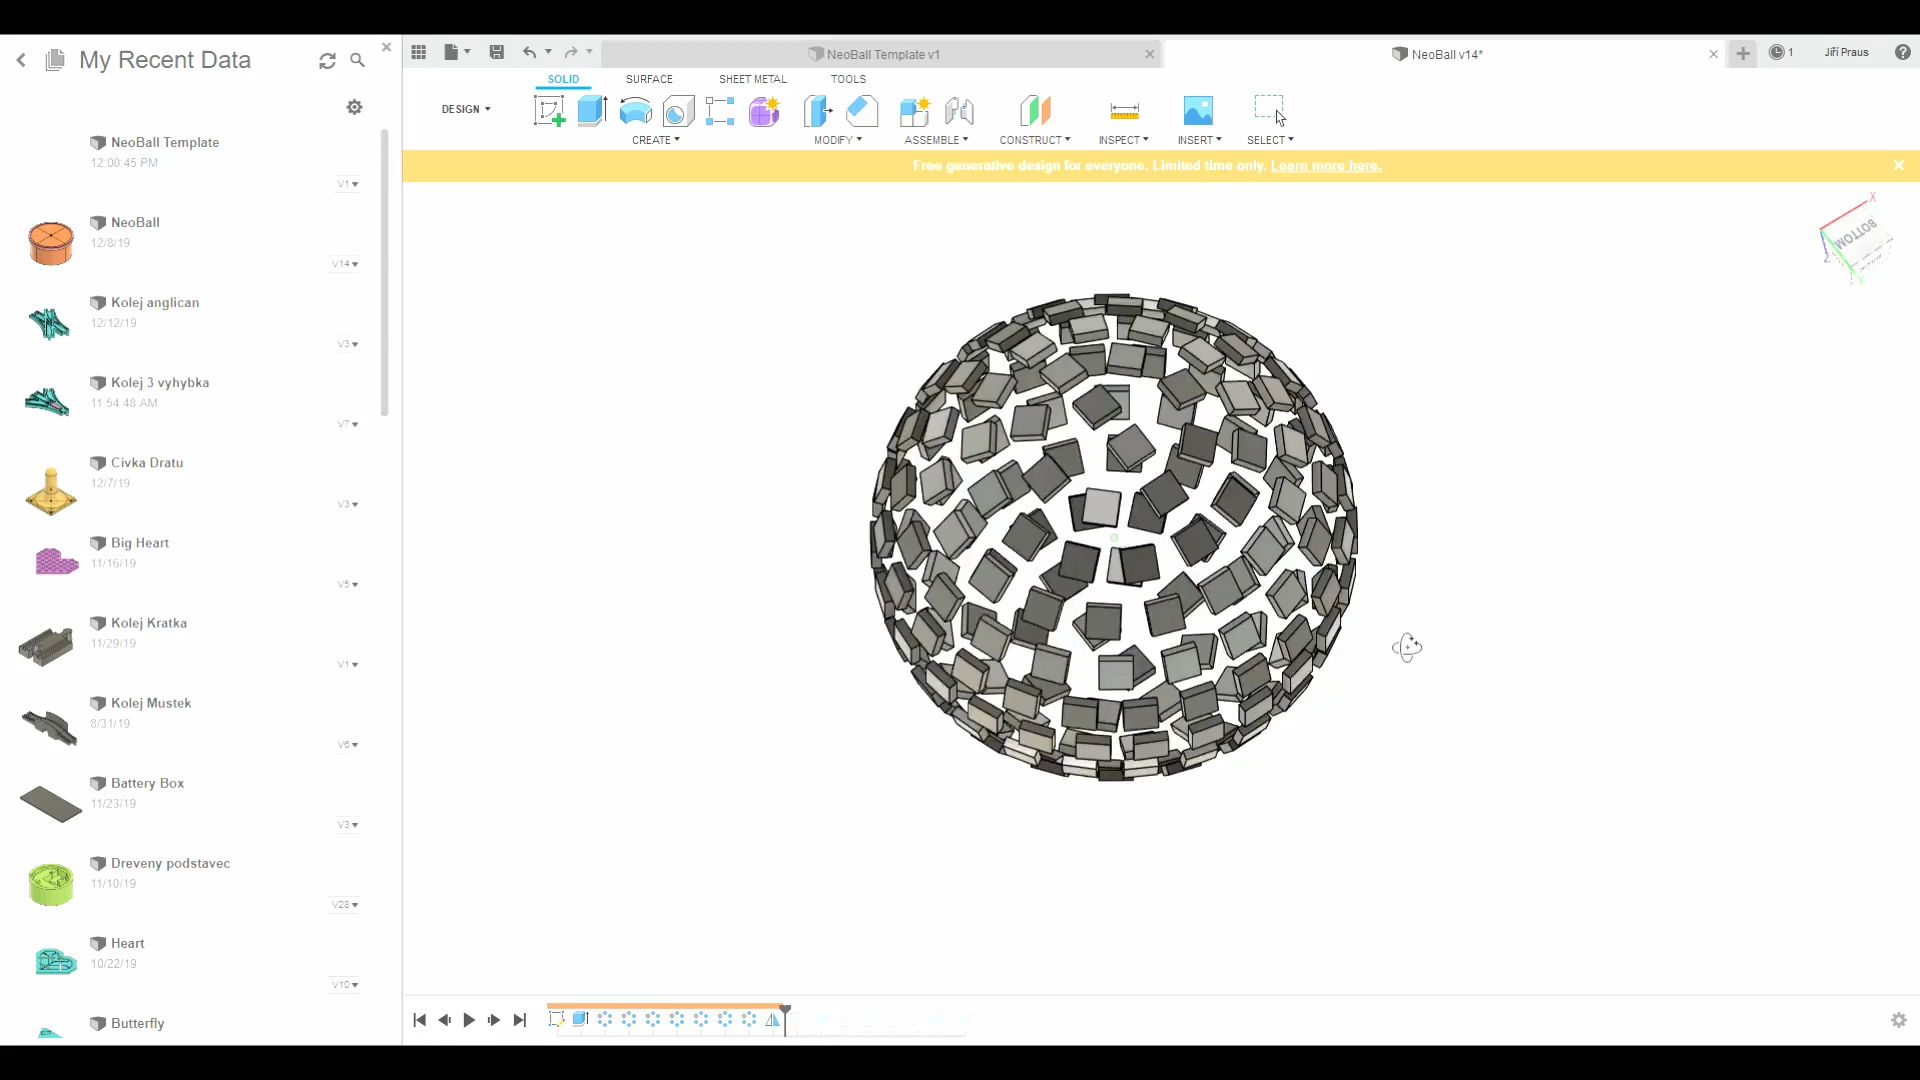 My Recent Data
NeoBall Template v1
NeoBall v14*
1
Jiří Praus
SOLID
SURFACE
SHEET METAL
TOOLS
DESIGN
CREATE
MODIFY
ASSEMBLE
CONSTRUCT
INSPECT
INSERT
SELECT
Free generative design for everyone. Limited time only. Learn more here.
NeoBall Template
12:00:45 PM
V1
NeoBall
12/8/19
V14
Kolej anglican
12/12/19
V3
Kolej 3 vyhybka
11:54:48 AM
V7
Civka Dratu
12/7/19
V3
Big Heart
11/16/19
V5
Kolej Kratka
11/29/19
V1
Kolej Mustek
8/31/19
V6
Battery Box
11/23/19
V3
Dreveny podstavec
11/10/19
V28
Heart
10/22/19
V10
Butterfly
X
BOTTOM
Z
Y